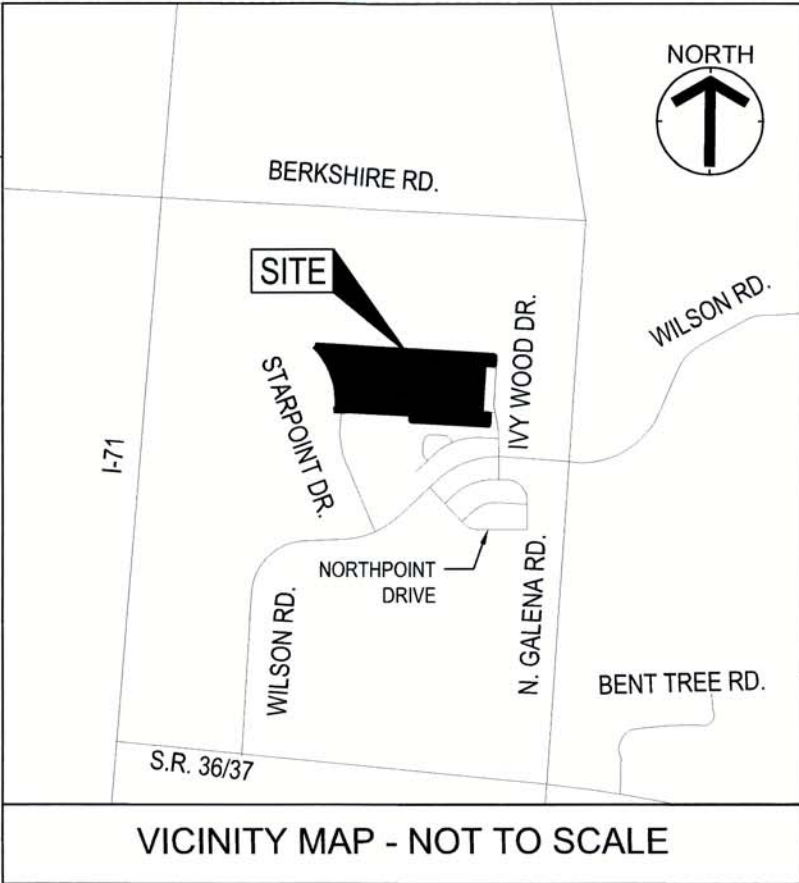 NORTH
BERKSHIRE RD.
SITE
WILSON RD.
IVY WOOD DR.
STARPOINT DR.
I-71
NORTHPOINT
DRIVE
N. GALENA RD.
WILSON RD.
BENT TREE RD.
S.R. 36/37
VICINITY MAP - NOT TO SCALE